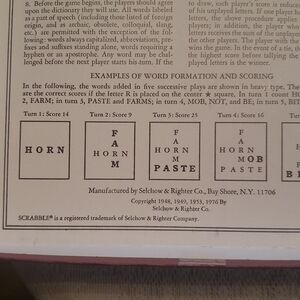 8. Before the game begins, the players should agree
upon the dictionary they will use. All words labeled
as a part of speech (including those listed of foreign
origin, and as archaic, obsolete, colloquial, slang,
etc.) are permitted with the exception of the fol-
lowing: words always capitalized, abbreviations, pre-
fixes and suffixes standing alone, words requiring a
hyphen or an apostrophe. Any word may be chal-
lenged before the next player starts his turn. If the
to draw, each player's score is reduced
of his unplayed letters. If one player h
letters, the above procedure applies
players; in addition, the player who
letters receives the sum of the unplaye
of the other players. The player with the
wins the game. In the event of a tie, th
the highest score before tallying the
played letters is the winner.
EXAMPLES OF WORD FORMATION AND SCORING
In the following, the words added in five successive plays are shown in heavy type. The
are the correct scores if the letter R is placed on the center ★ square. In turn 1 count HO
2, FARM; in turn 3, PASTE and FARMS; in turn 4, MOB, NOT, and BE; in turn 5, BIT
Turn 1: Score 14
Turn 2: Score 9
Turn 3: Score 25
Turn 4: Score 16
Tur
HORN
F
A
HORN
M
F
A
HORN
M
PASTE
F
A
HORN
MOB
PASTE
F
Manufactured by Selchow & Righter Co., Bay Shore, N.Y. 11706
Copyright 1948, 1949, 1953, 1976 By
Selchow & Righter Co.
SCRABBLE® is a registered trademark of Selchow & Righter Company.